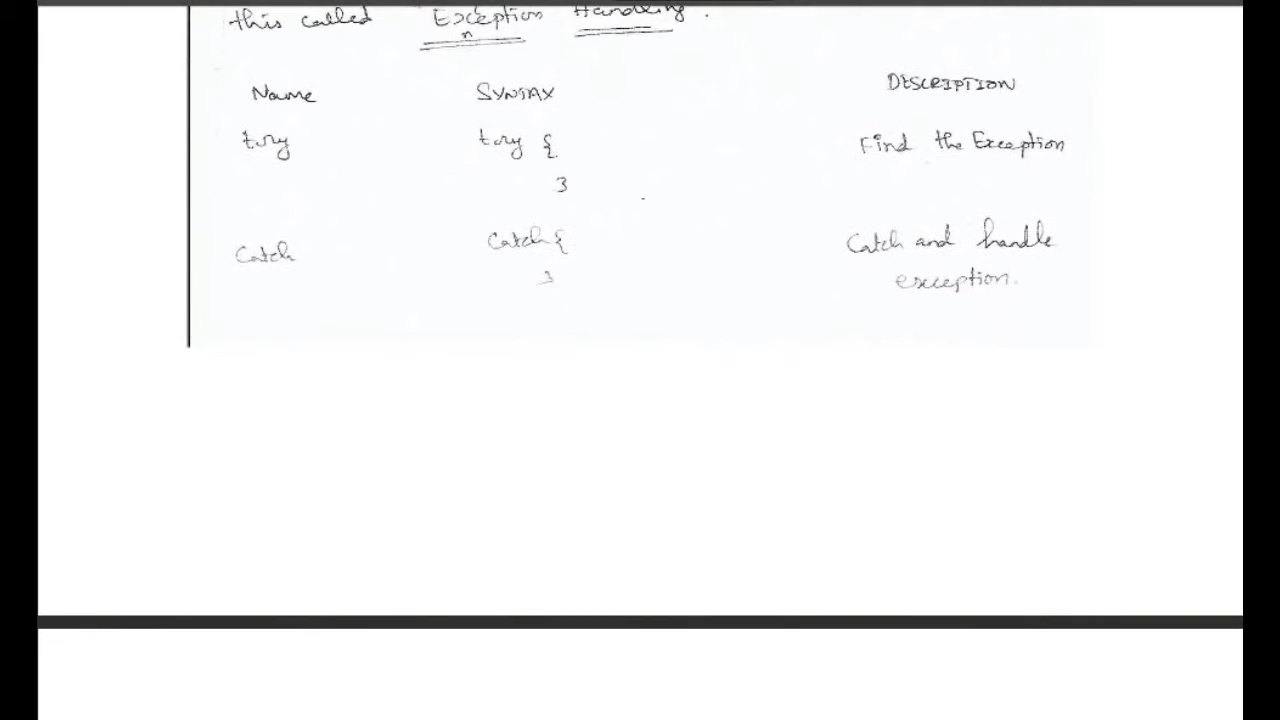 this called "Exception Handling".
Name SYNTAX DESCRIPTION
try try { Find the Exception
}
Catch Catch { Catch and handle
} exception.